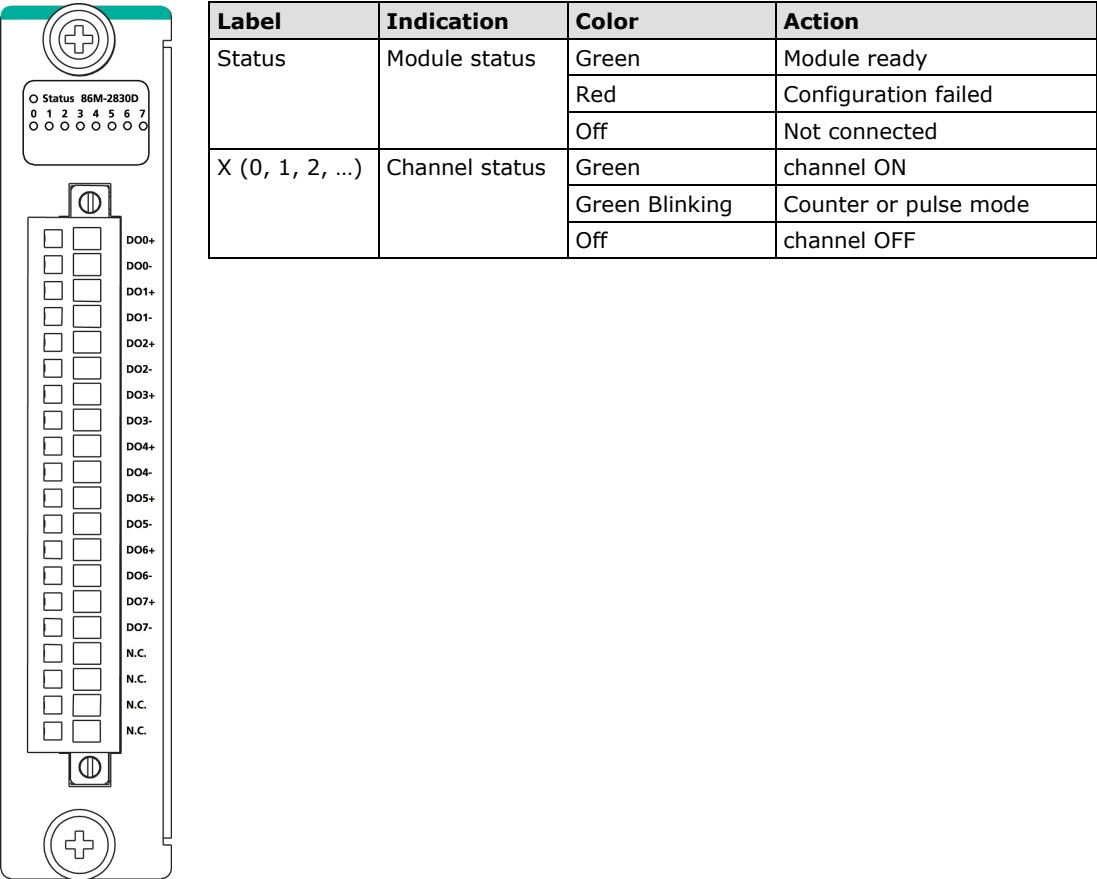 Status 86M-2830D
0 1 2 3 4 5 6 7
DO0+
DO0-
DO1+
DO1-
DO2+
DO2-
DO3+
DO3-
DO4+
DO4-
DO5+
DO5-
DO6+
DO6-
DO7+
DO7-
N.C.
N.C.
N.C.
N.C.
Label Indication Color Action
Status Module status Green Module ready
Red Configuration failed
Off Not connected
X (0, 1, 2, …) Channel status Green channel ON
Green Blinking Counter or pulse mode
Off channel OFF